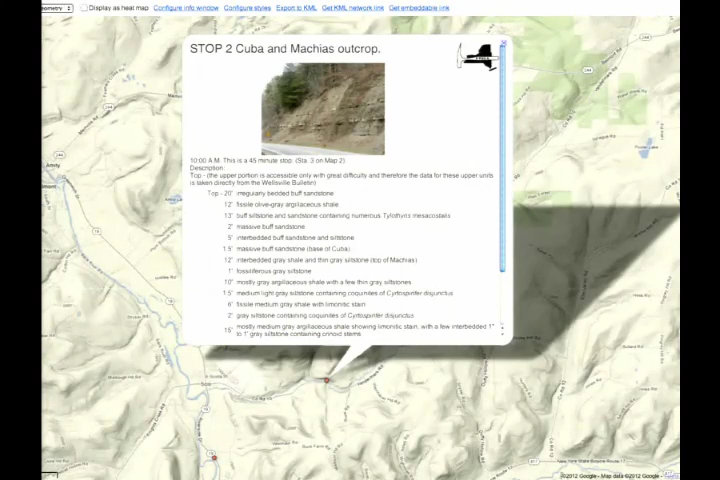 Display as heat map Configure info window Configure styles Export to KML Get KML network link Get embeddable link
STOP 2 Cuba and Machias outcrop.
10:00 A.M. This is a 45 minute stop. (Sta. 3 on Map 2)
Description:
Top - (the upper portion is accessible only with great difficulty and therefore the data for these upper units
is taken directly from the Wellsville Bulletin)
Top - 20' irregularly bedded buff sandstone
12' fissile olive-gray argillaceous shale
13' buff siltstone and sandstone containing numerous Tylothyris mesacostalis
2' massive buff sandstone
5' interbedded buff sandstone and siltstone
1.5' massive buff sandstone (base of Cuba)
12' interbedded gray shale and thin gray siltstone (top of Machias)
1' fossiliferous gray siltstone
10' mostly gray argillaceous shale with a few thin gray siltstones
1.5' medium light gray siltstone containing coquinites of Cyrtospirifer disjunctus
6' fissile medium gray shale with limonitic stain
2' gray siltstone containing coquinites of Cyrtospirifer disjunctus
15' mostly medium gray argillaceous shale showing limonitic stain, with a few interbedded 1"
to 1' gray siltstone containing crinoid stems
Amity
©2012 Google - Map data ©2012 Google -